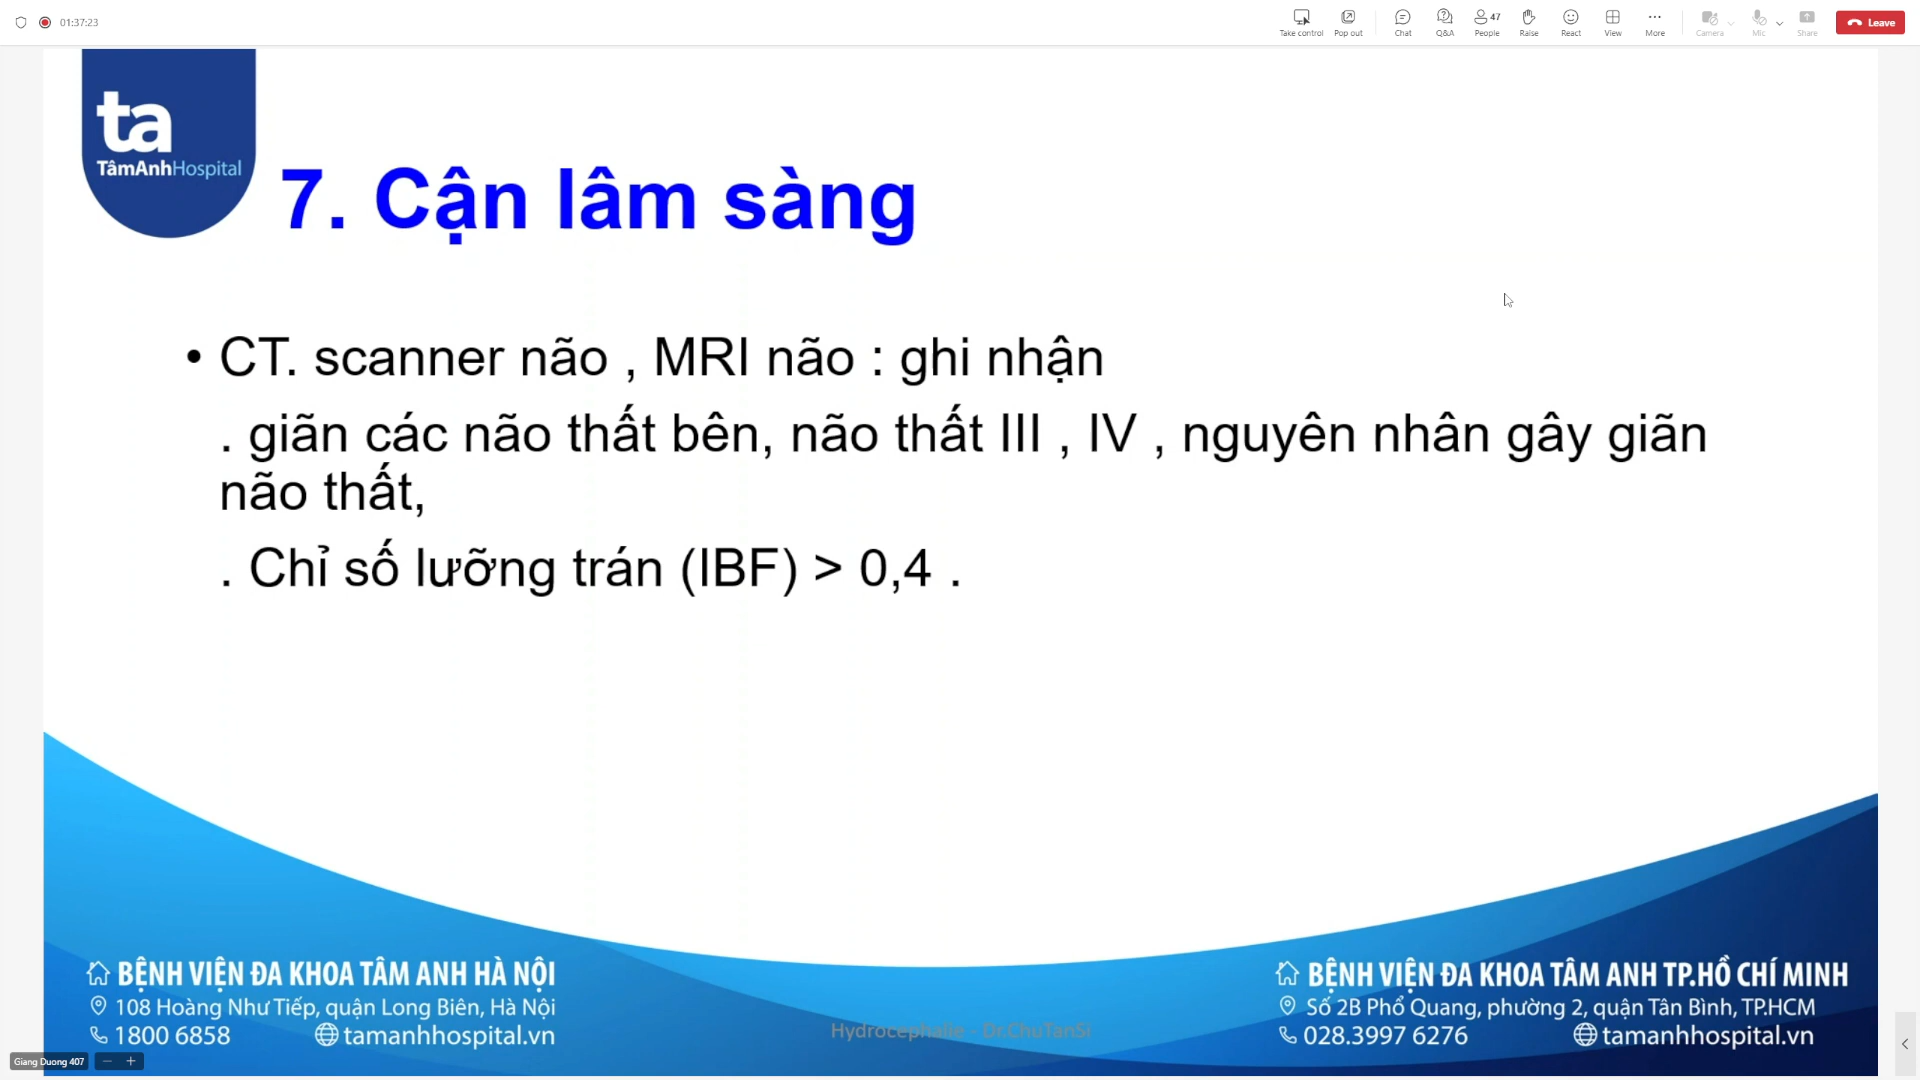 01:37:23
Take control
Pop out
Chat
Q&A
47
People
Raise
React
View
More
Camera
Mic
Share
Leave
ta
TâmAnhHospital
7. Cận lâm sàng
• CT. scanner não , MRI não : ghi nhận
. giãn các não thất bên, não thất III , IV , nguyên nhân gây giãn
não thất,
. Chỉ số lưỡng trán (IBF) > 0,4 .
BỆNH VIỆN ĐA KHOA TÂM ANH HÀ NỘI
108 Hoàng Như Tiếp, quận Long Biên, Hà Nội
1800 6858 tamanhhospital.vn
Hydrocephalie - Dr.ChuTanSi
BỆNH VIỆN ĐA KHOA TÂM ANH TP.HỒ CHÍ MINH
Số 2B Phổ Quang, phường 2, quận Tân Bình, TP.HCM
028.3997 6276 tamanhhospital.vn
Giang Duong 407